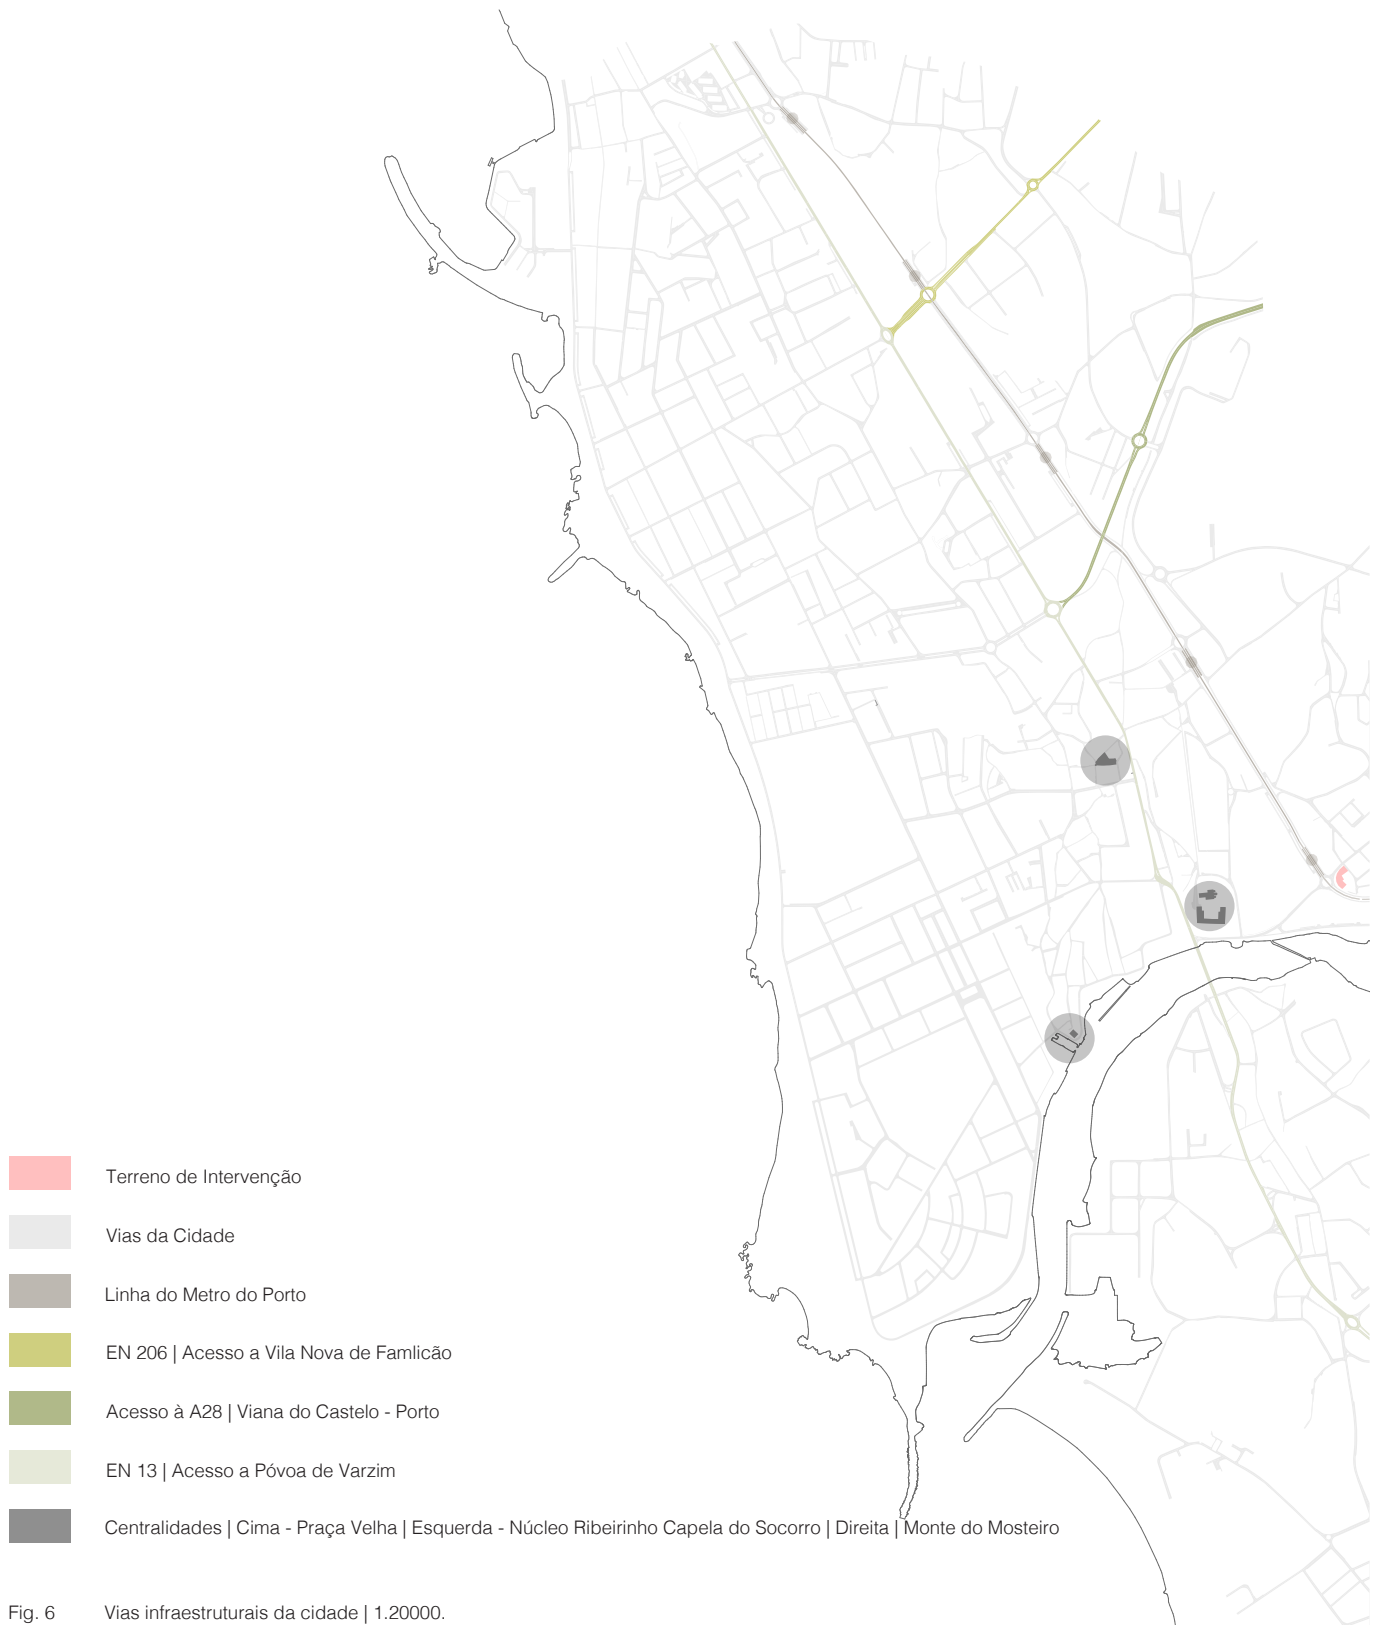 Terreno de Intervenção
Vias da Cidade
Linha do Metro do Porto
EN 206 | Acesso a Vila Nova de Famlicão
Acesso à A28 | Viana do Castelo - Porto
EN 13 | Acesso a Póvoa de Varzim
Centralidades | Cima - Praça Velha | Esquerda - Núcleo Ribeirinho Capela do Socorro | Direita | Monte do Mosteiro
Fig. 6 Vias infraestruturais da cidade | 1.20000.